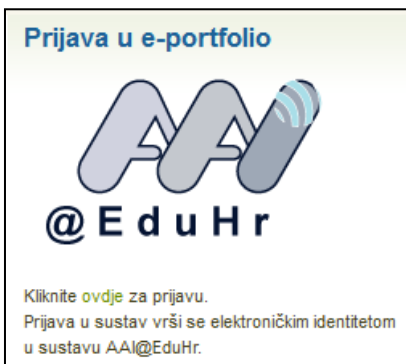 Prijava u e-portfolio
AAI
@EduHr
Kliknite ovdje za prijavu.
Prijava u sustav vrši se elektroničkim identitetom
u sustavu AAI@EduHr.